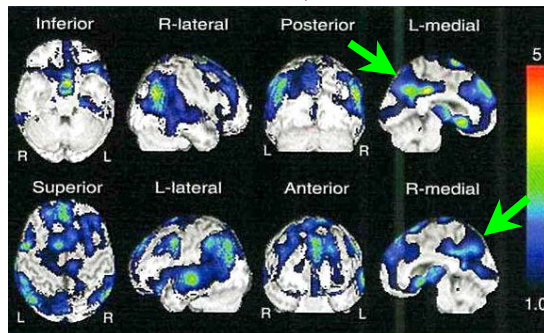 Inferior R-lateral Posterior L-medial
5
R L L R
Superior L-lateral Anterior R-medial
L R R L 1.0